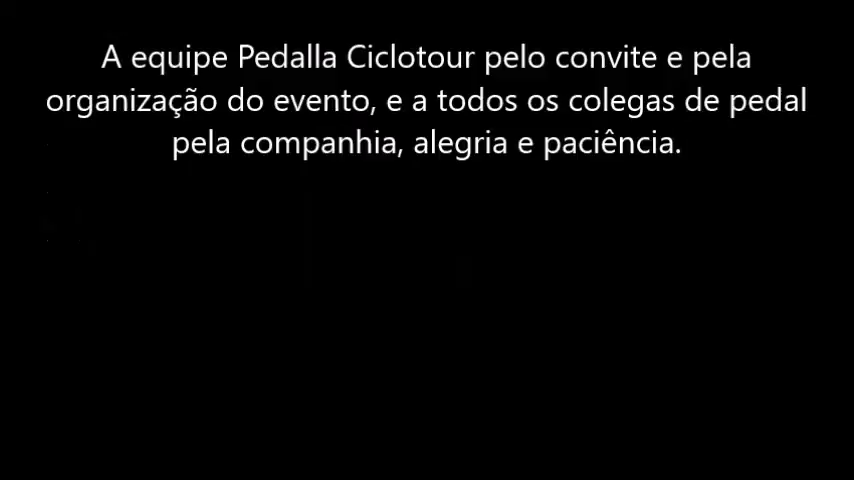 A equipe Pedalla Ciclotour pelo convite e pela
organização do evento, e a todos os colegas de pedal
pela companhia, alegria e paciência.